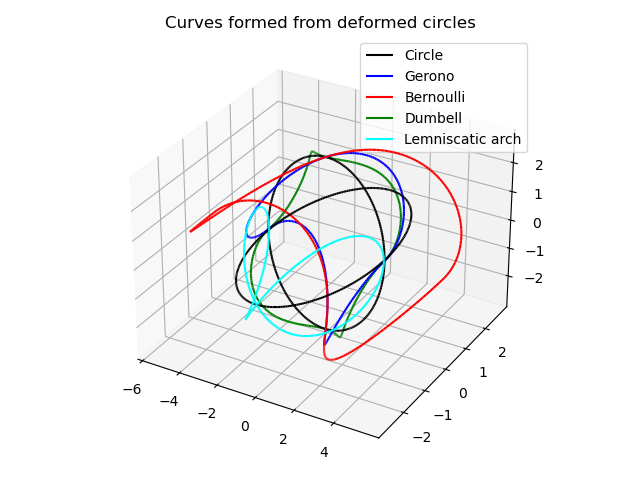 Curves formed from deformed circles
Circle
Gerono
Bernoulli
Dumbell
Lemniscatic arch
2
1
0
−1
−2
−6
−4
−2
0
2
4
−2
−1
0
1
2